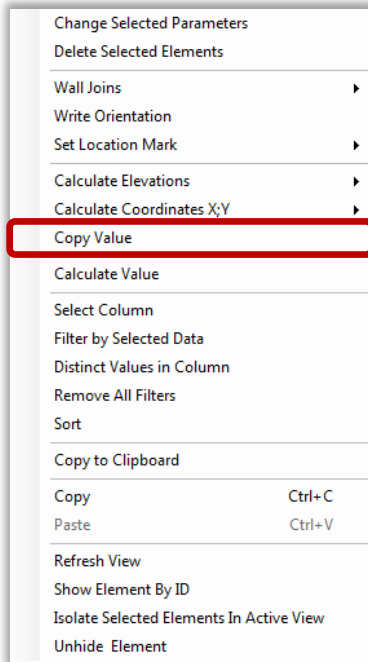 Change Selected Parameters
Delete Selected Elements
Wall Joins
Write Orientation
Set Location Mark
Calculate Elevations
Calculate Coordinates X;Y
Copy Value
Calculate Value
Select Column
Filter by Selected Data
Distinct Values in Column
Remove All Filters
Sort
Copy to Clipboard
Copy Ctrl+C
Paste Ctrl+V
Refresh View
Show Element By ID
Isolate Selected Elements In Active View
Unhide Element